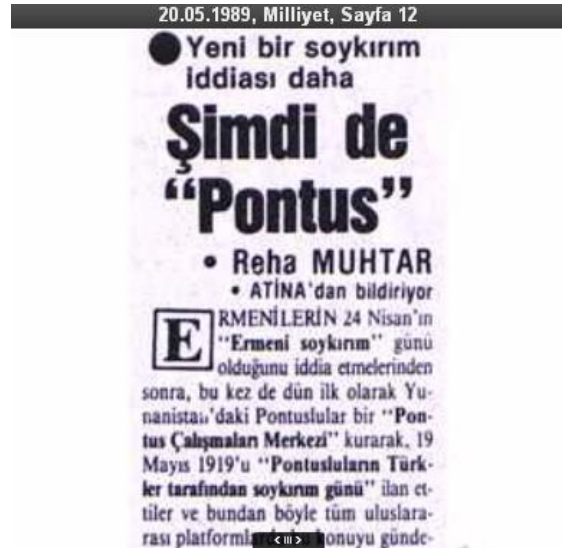 20.05.1989, Milliyet, Sayfa 12
Yeni bir soykırım
iddiası daha
Şimdi de
“Pontus”
• Reha MUHTAR
• ATİNA'dan bildiriyor
ERMENİLERİN 24 Nisan'ın
“Ermeni soykırım” günü
olduğunu iddia etmelerinden
sonra, bu kez de dün ilk olarak Yu-
nanistan'daki Pontuslular bir “Pon-
tus Çalışmaları Merkezi” kurarak, 19
Mayıs 1919'u “Pontusluların Türk-
ler tarafından soykırım günü” ilan et-
tiler ve bundan böyle tüm uluslara-
rası konuyu günde-